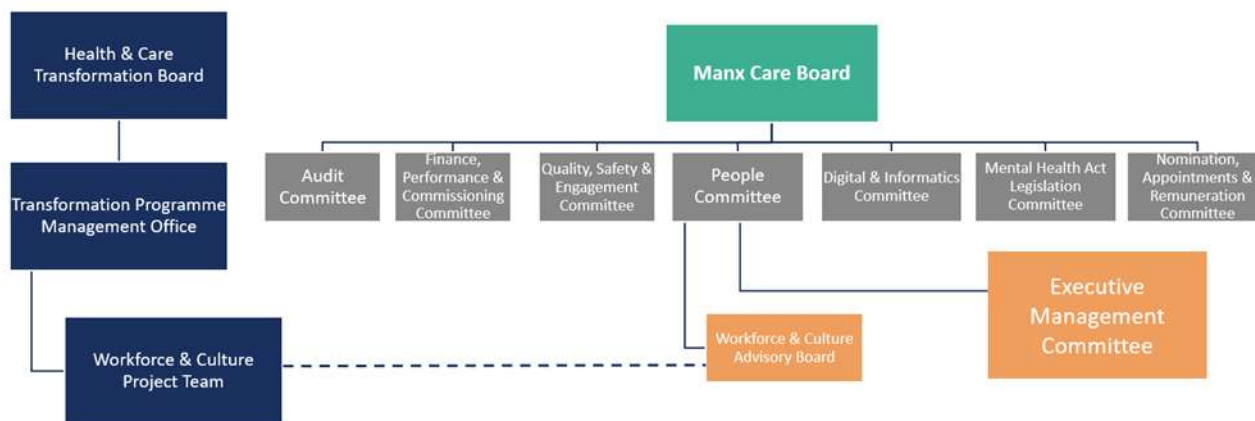 Health & Care
Transformation Board
Manx Care Board
Audit
Committee
Finance,
Performance &
Commissioning
Committee
Quality, Safety &
Engagement
Committee
People
Committee
Digital & Informatics
Committee
Mental Health Act
Legislation
Committee
Nomination,
Appointments &
Remuneration
Committee
Transformation Programme
Management Office
Executive
Management
Committee
Workforce & Culture
Project Team
Workforce & Culture
Advisory Board